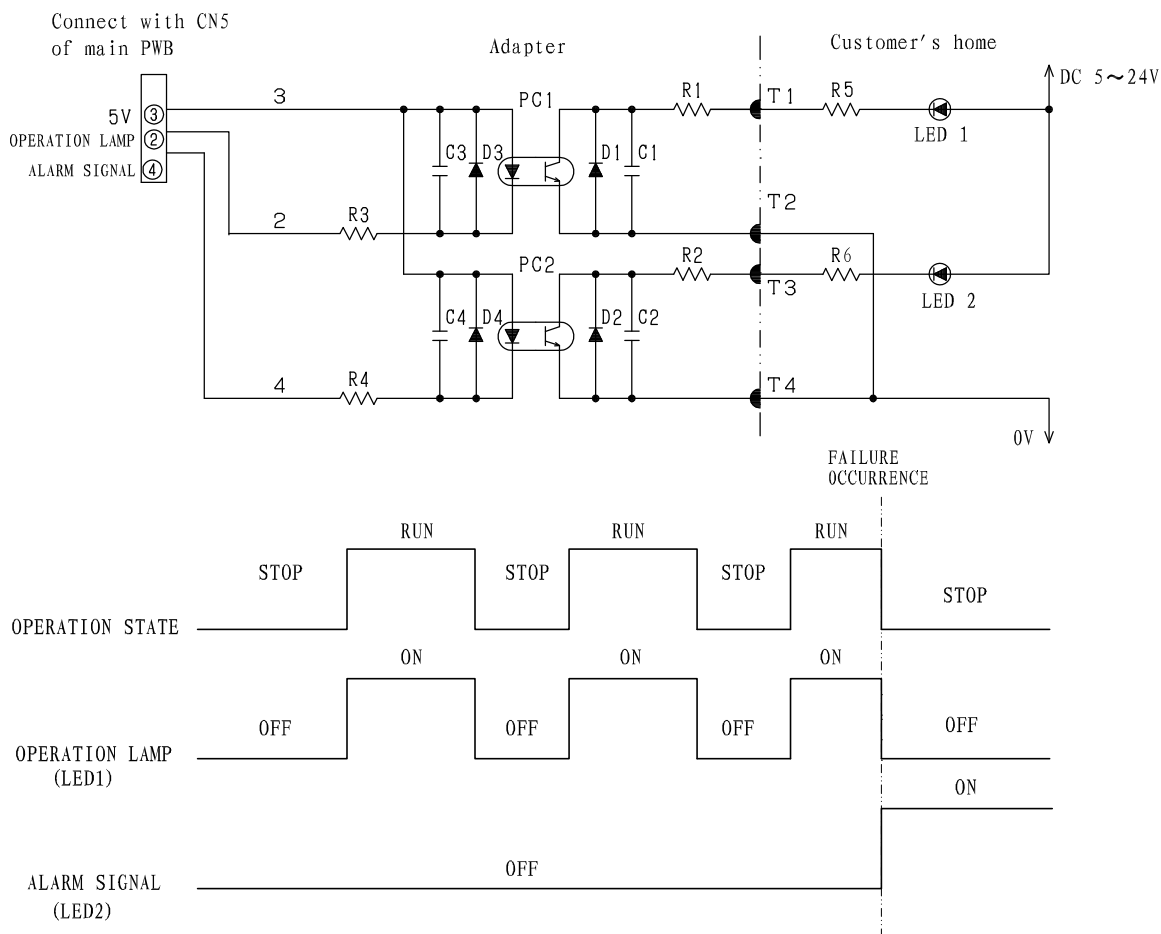 Connect with CN5
of main PWB
Adapter
Customer's home
DC 5～24V
3
PC1
R1
T1
R5
LED 1
5V ③
OPERATION LAMP ②
ALARM SIGNAL ④
C3
D3
D1
C1
T2
2
R3
PC2
R2
T3
R6
LED 2
C4
D4
D2
C2
4
R4
T4
0V
FAILURE
OCCURRENCE
RUN
RUN
RUN
STOP
STOP
STOP
STOP
OPERATION STATE
ON
ON
ON
OFF
OFF
OFF
OFF
OPERATION LAMP
(LED1)
ON
OFF
ALARM SIGNAL
(LED2)